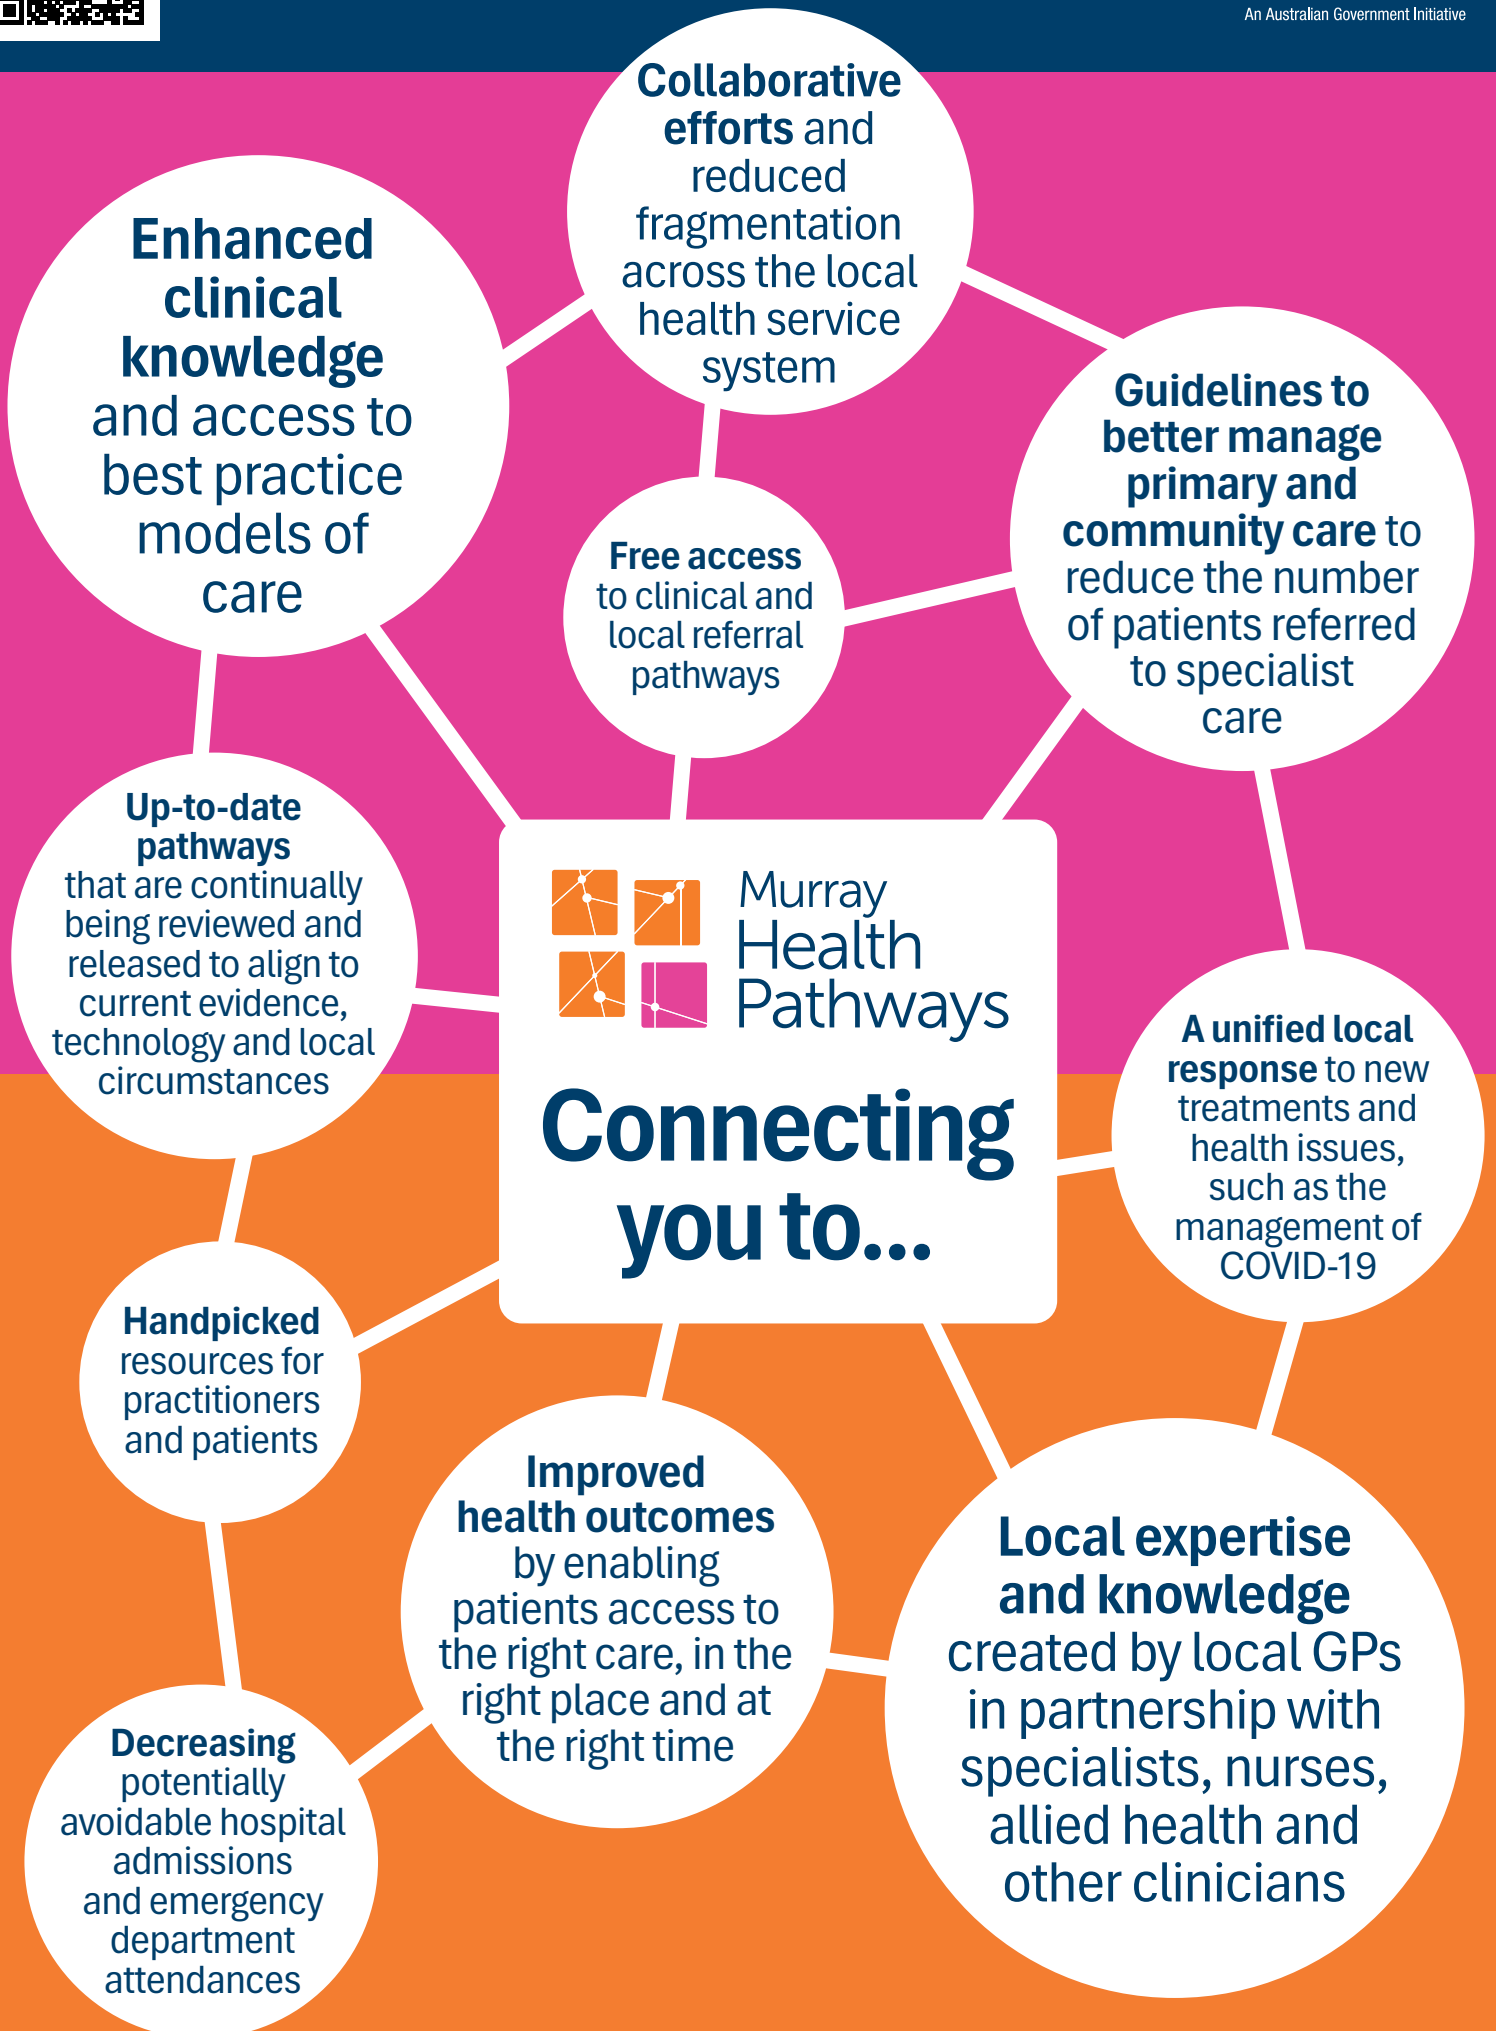 An Australian Government Initiative
Collaborative
efforts and
reduced
fragmentation
across the local
health service
system
Enhanced
clinical
knowledge
and access to
best practice
models of
care
Guidelines to
better manage
primary and
community care to
reduce the number
of patients referred
to specialist
care
Free access
to clinical and
local referral
pathways
Up-to-date
pathways
that are continually
being reviewed and
released to align to
current evidence,
technology and local
circumstances
Murray
Health
Pathways
Connecting
you to...
A unified local
response to new
treatments and
health issues,
such as the
management of
COVID-19
Handpicked
resources for
practitioners
and patients
Improved
health outcomes
by enabling
patients access to
the right care, in the
right place and at
the right time
Local expertise
and knowledge
created by local GPs
in partnership with
specialists, nurses,
allied health and
other clinicians
Decreasing
potentially
avoidable hospital
admissions
and emergency
department
attendances